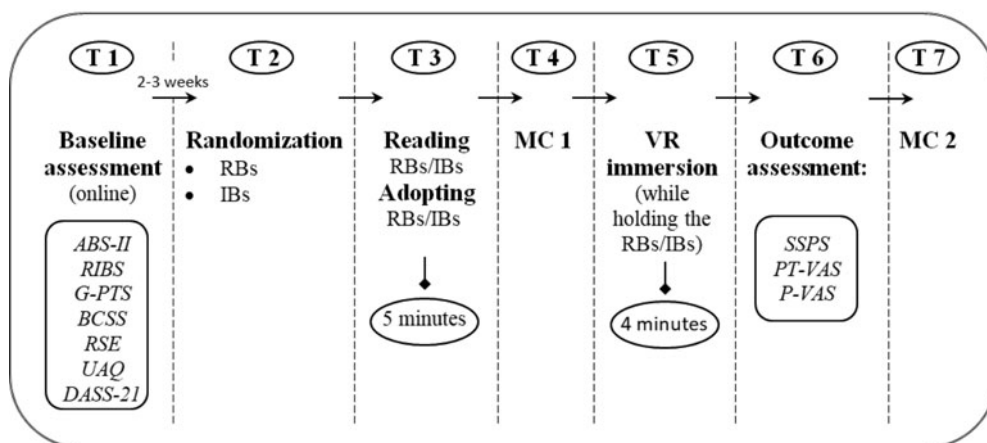 T 1
T 2
T 3
T 4
T 5
T 6
T 7
2-3 weeks
Baseline
assessment
(online)
ABS-II
RIBS
G-PTS
BCSS
RSE
UAQ
DASS-21
Randomization
• RBs
• IBs
Reading
RBs/IBs
Adopting
RBs/IBs
5 minutes
MC 1
VR
immersion
(while
holding the
RBs/IBs)
4 minutes
Outcome
assessment:
SSPS
PT-VAS
P-VAS
MC 2